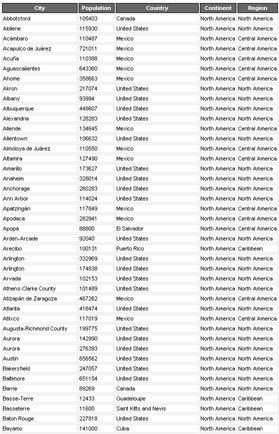 City Population Country Continent Region
Abbotsford 105403 Canada North America North America
Abilene 115930 United States North America North America
Acámbaro 110487 Mexico North America Central America
Acapulco de Juárez 721011 Mexico North America Central America
Acuña 110388 Mexico North America Central America
Aguascalientes 643360 Mexico North America Central America
Ahome 358663 Mexico North America Central America
Akron 217074 United States North America North America
Albany 93994 United States North America North America
Albuquerque 448607 United States North America North America
Alexandria 128283 United States North America North America
Allende 134645 Mexico North America Central America
Allentown 106632 United States North America North America
Almoloya de Juárez 110550 Mexico North America Central America
Altamira 127490 Mexico North America Central America
Amarillo 173627 United States North America North America
Anaheim 328014 United States North America North America
Anchorage 260283 United States North America North America
Ann Arbor 114024 United States North America North America
Apatzingán 117849 Mexico North America Central America
Apodaca 282941 Mexico North America Central America
Apopa 88800 El Salvador North America Central America
Arden-Arcade 92040 United States North America North America
Arecibo 100131 Puerto Rico North America Caribbean
Arlington 332969 United States North America North America
Arlington 174838 United States North America North America
Arvada 102153 United States North America North America
Athens-Clarke County 101489 United States North America North America
Atizapán de Zaragoza 467262 Mexico North America Central America
Atlanta 416474 United States North America North America
Atlixco 117019 Mexico North America Central America
Augusta-Richmond County 199775 United States North America North America
Aurora 142990 United States North America North America
Aurora 276393 United States North America North America
Austin 656562 United States North America North America
Bakersfield 247057 United States North America North America
Baltimore 651154 United States North America North America
Barrie 89269 Canada North America North America
Basse-Terre 12433 Guadeloupe North America Caribbean
Basseterre 11600 Saint Kitts and Nevis North America Caribbean
Baton Rouge 227818 United States North America North America
Bayamo 141000 Cuba North America Caribbean